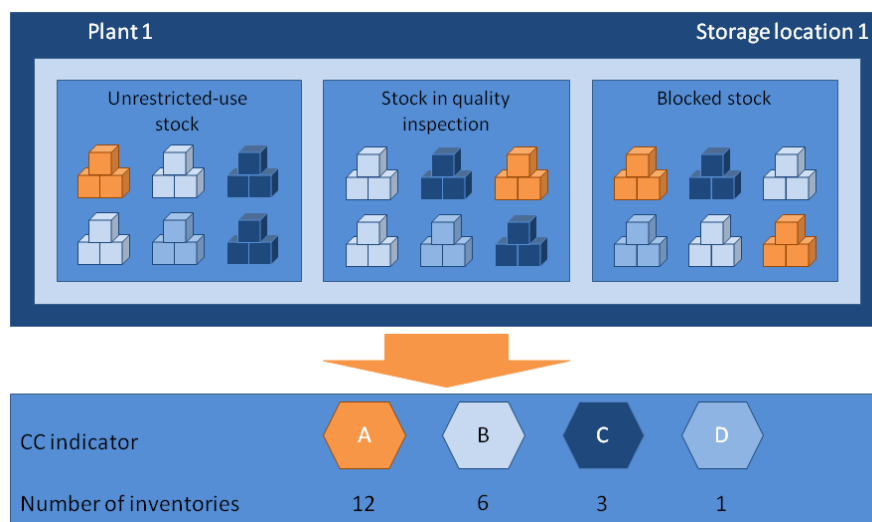 Plant 1
Storage location 1
Unrestricted-use
stock
Stock in quality
inspection
Blocked stock
CC indicator
A
B
C
D
Number of inventories
12
6
3
1